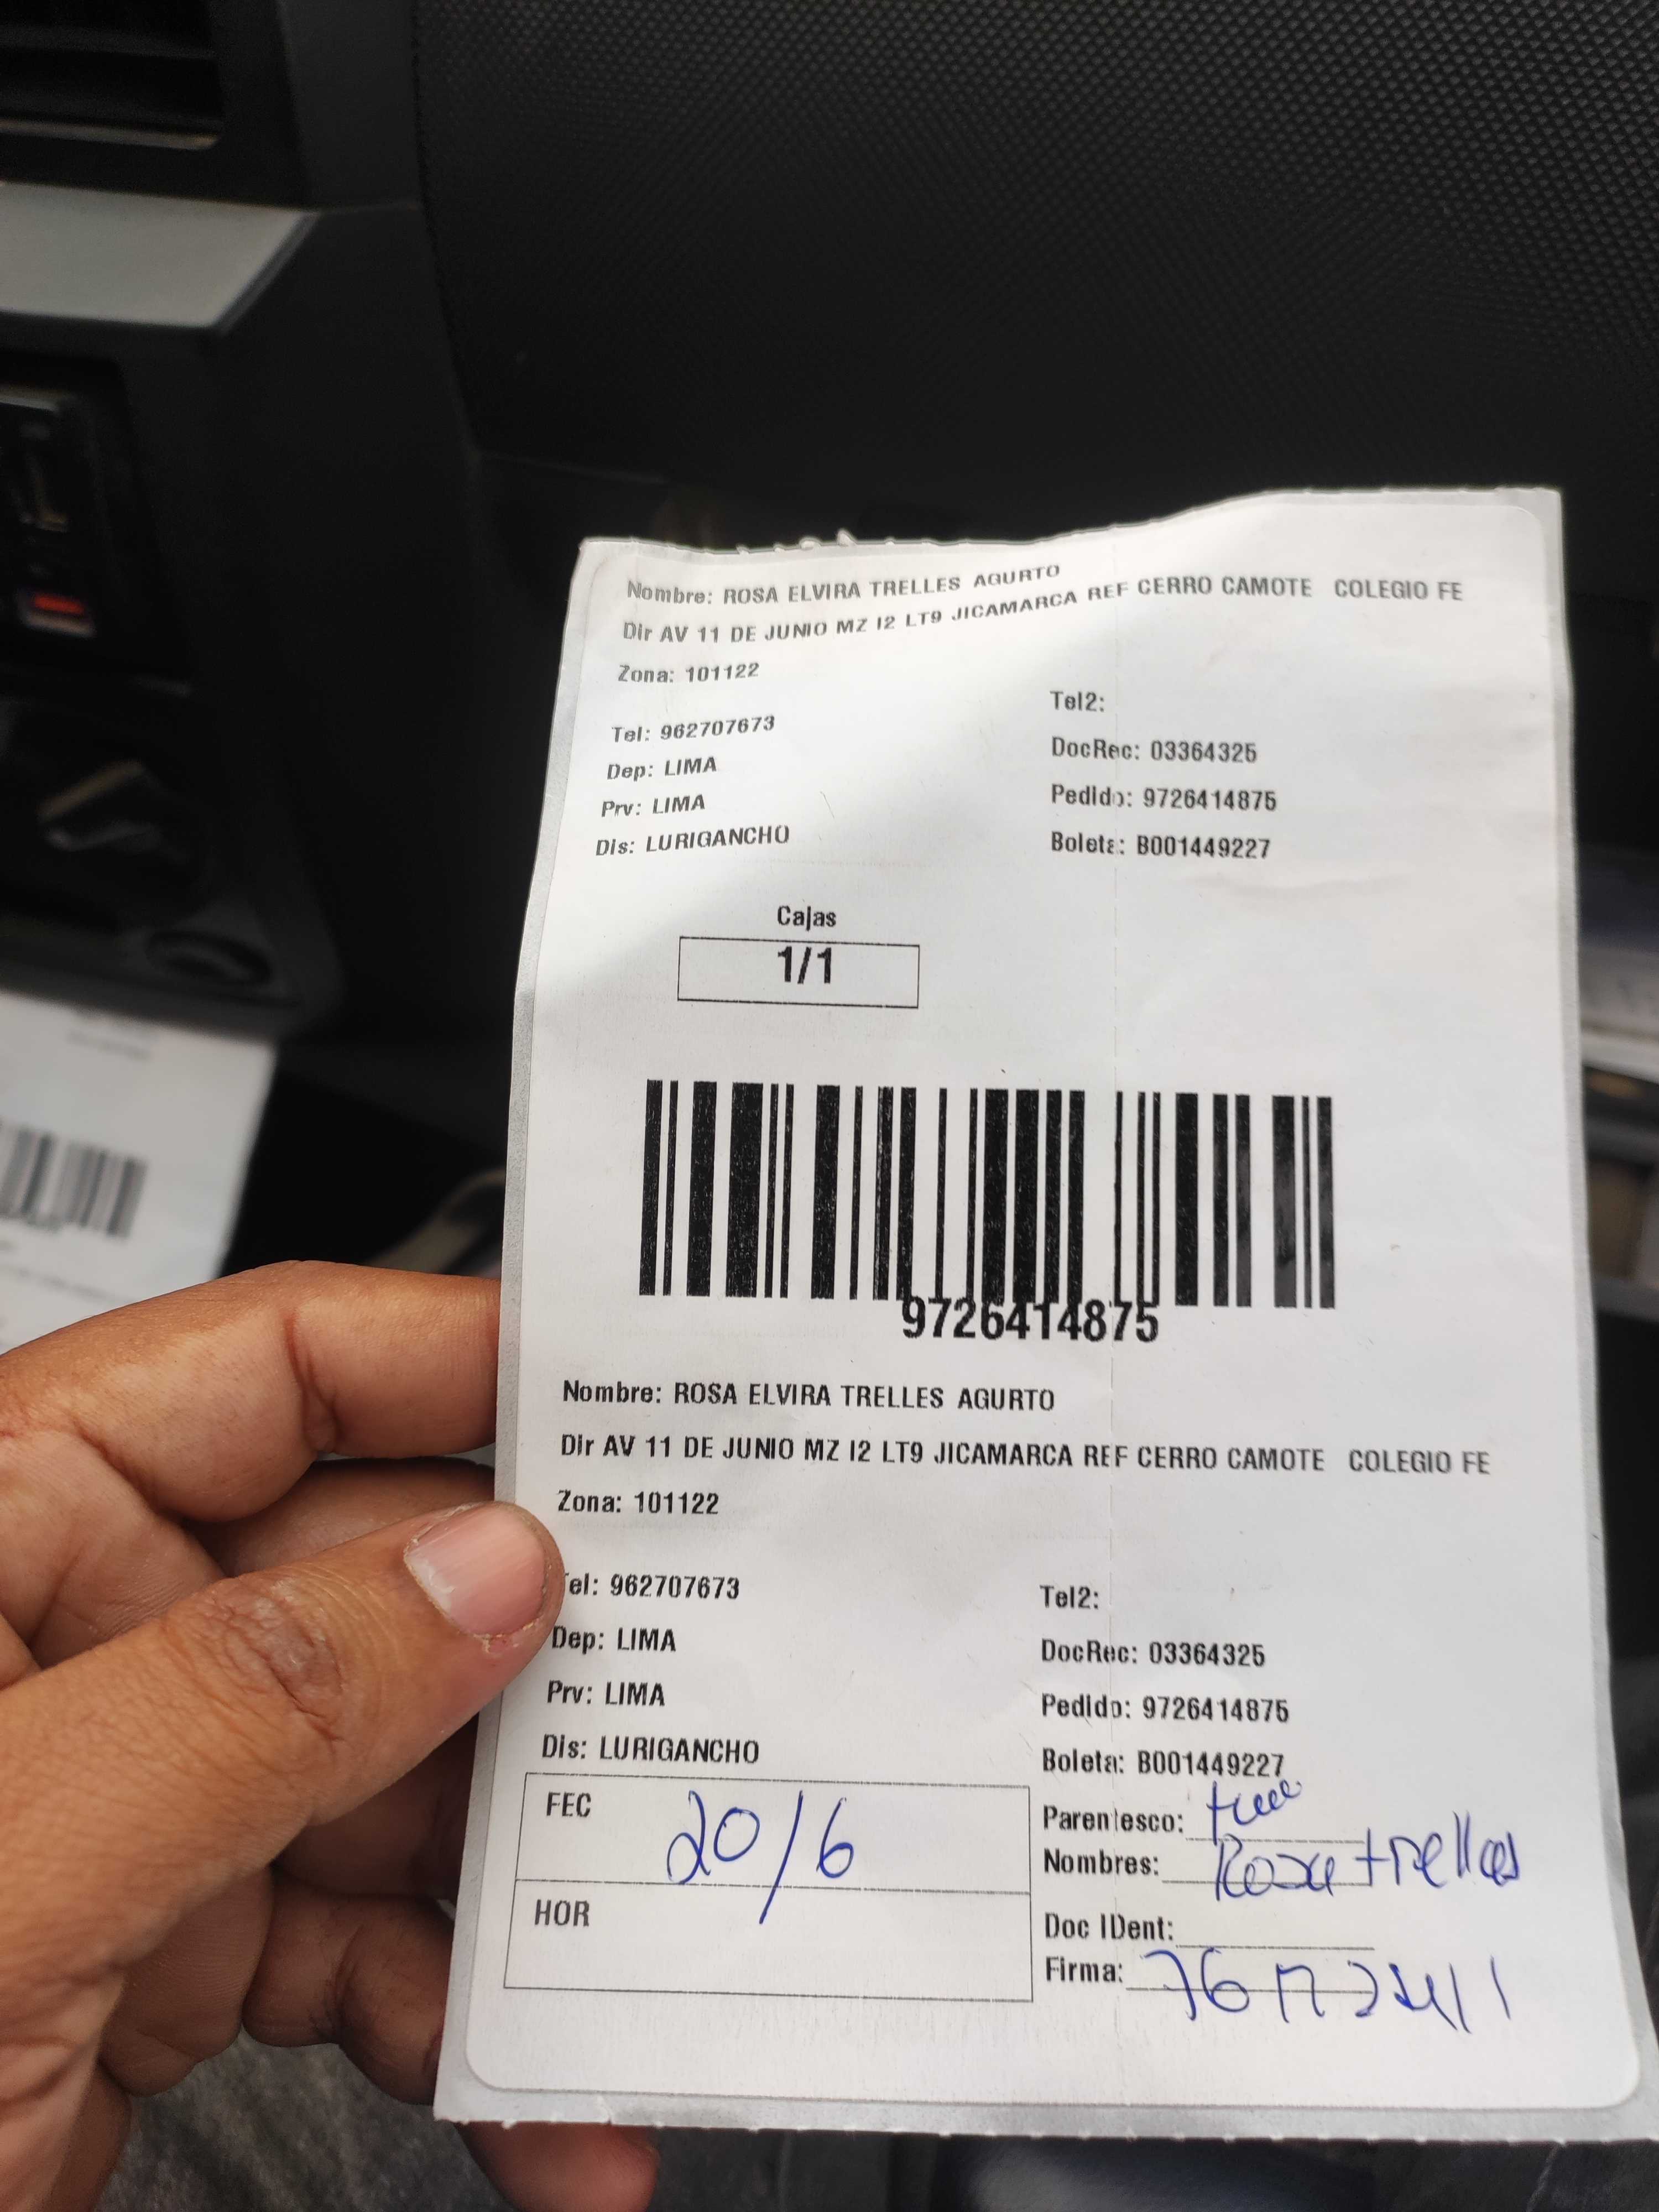 Nombre: ROSA ELVIRA TRELLES AGURTO
Dir AV 11 DE JUNIO MZ I2 LT9 JICAMARCA REF CERRO CAMOTE COLEGIO FE
Zona: 101122
Tel: 962707673
Tel2:
Dep: LIMA
DocRec: 03364325
Prv: LIMA
Pedido: 9726414875
Dis: LURIGANCHO
Boleta: B001449227
Cajas
1/1
9726414875
Nombre: ROSA ELVIRA TRELLES AGURTO
Dir AV 11 DE JUNIO MZ I2 LT9 JICAMARCA REF CERRO CAMOTE COLEGIO FE
Zona: 101122
Tel: 962707673
Tel2:
Dep: LIMA
DocRec: 03364325
Prv: LIMA
Pedido: 9726414875
Dis: LURIGANCHO
Boleta: B001449227
FEC 20/6
HOR
Parentesco:
Nombres: Rosa trelles
Doc IDent:
Firma: